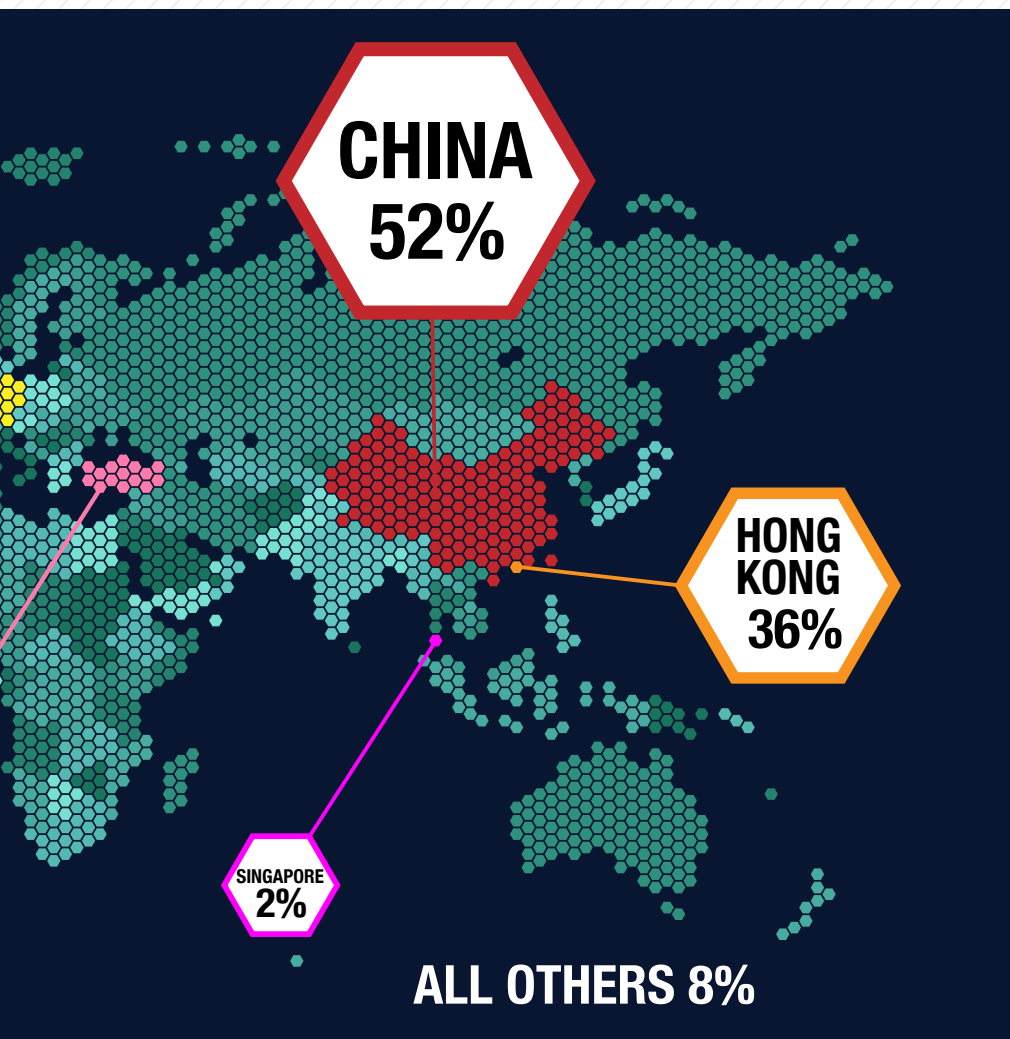 CHINA
52%
HONG
KONG
36%
SINGAPORE
2%
ALL OTHERS 8%